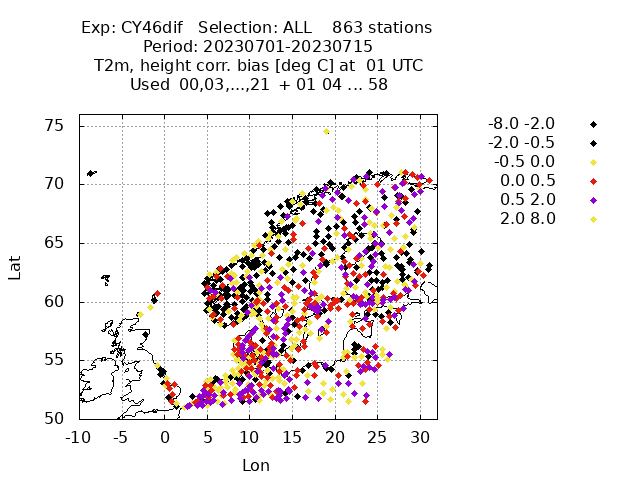 Exp: CY46dif   Selection: ALL    863 stations
Period: 20230701-20230715
T2m, height corr. bias [deg C] at  01 UTC
Used  00,03,...,21  + 01 04 ... 58
75
70
65
60
55
50
Lat
-10 -5 0 5 10 15 20 25 30
Lon
-8.0 -2.0
-2.0 -0.5
-0.5 0.0
0.0 0.5
0.5 2.0
2.0 8.0